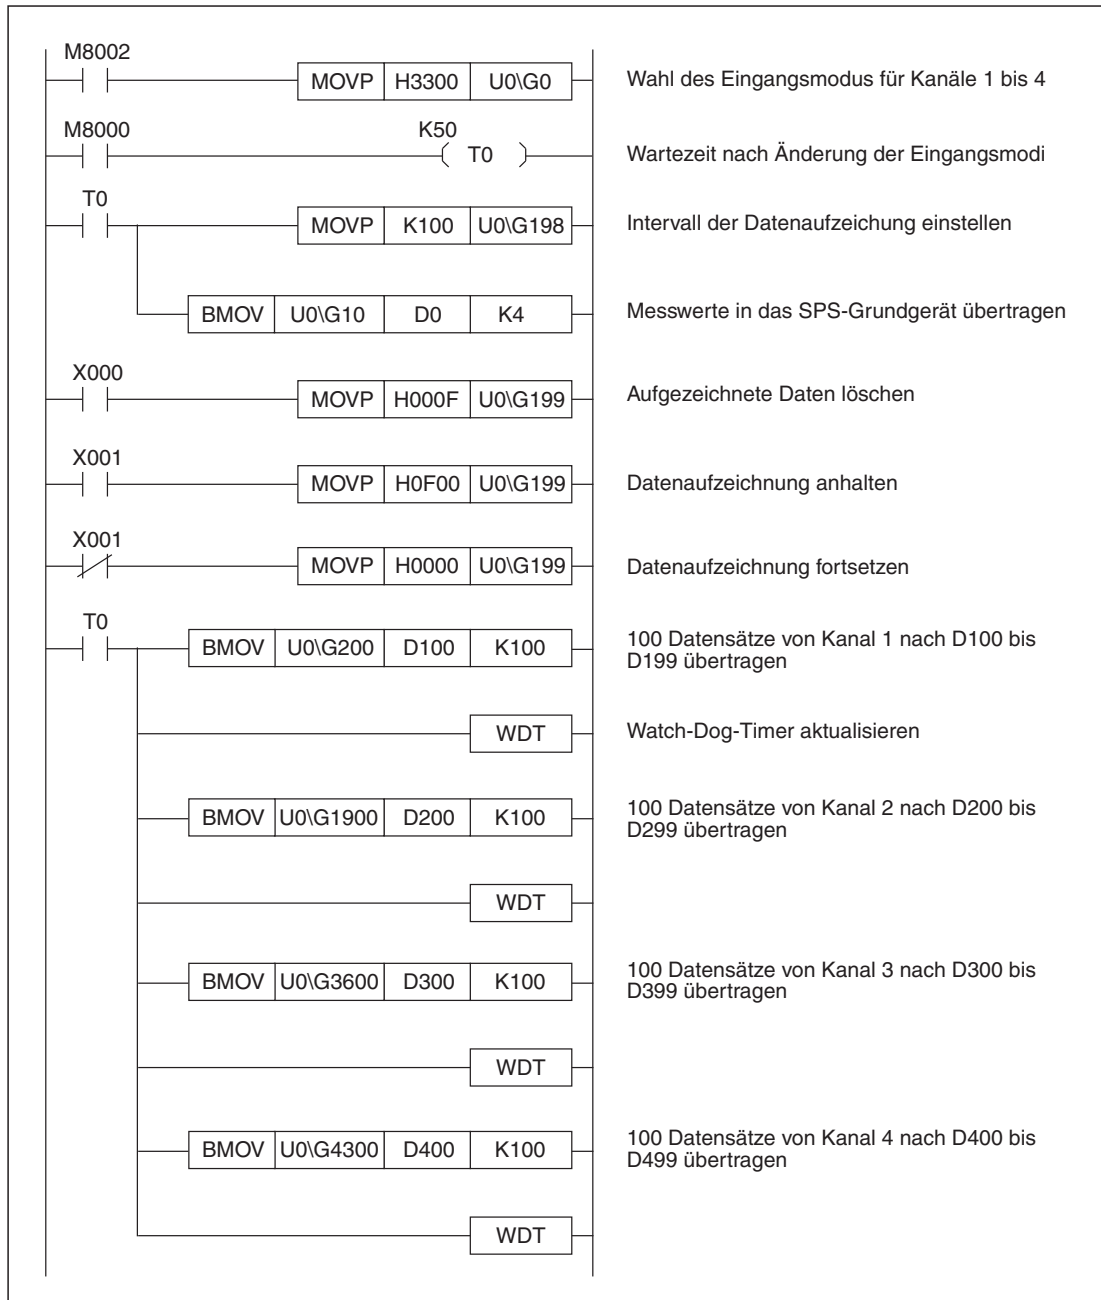 M8002
MOVP H3300 U0\G0 Wahl des Eingangsmodus für Kanäle 1 bis 4
M8000 K50
T0 Wartezeit nach Änderung der Eingangsmodi
T0
MOVP K100 U0\G198 Intervall der Datenaufzeichung einstellen
BMOV U0\G10 D0 K4 Messwerte in das SPS-Grundgerät übertragen
X000
MOVP H000F U0\G199 Aufgezeichnete Daten löschen
X001
MOVP H0F00 U0\G199 Datenaufzeichnung anhalten
X001
MOVP H0000 U0\G199 Datenaufzeichnung fortsetzen
T0
BMOV U0\G200 D100 K100 100 Datensätze von Kanal 1 nach D100 bis
D199 übertragen
WDT Watch-Dog-Timer aktualisieren
BMOV U0\G1900 D200 K100 100 Datensätze von Kanal 2 nach D200 bis
D299 übertragen
WDT
BMOV U0\G3600 D300 K100 100 Datensätze von Kanal 3 nach D300 bis
D399 übertragen
WDT
BMOV U0\G4300 D400 K100 100 Datensätze von Kanal 4 nach D400 bis
D499 übertragen
WDT